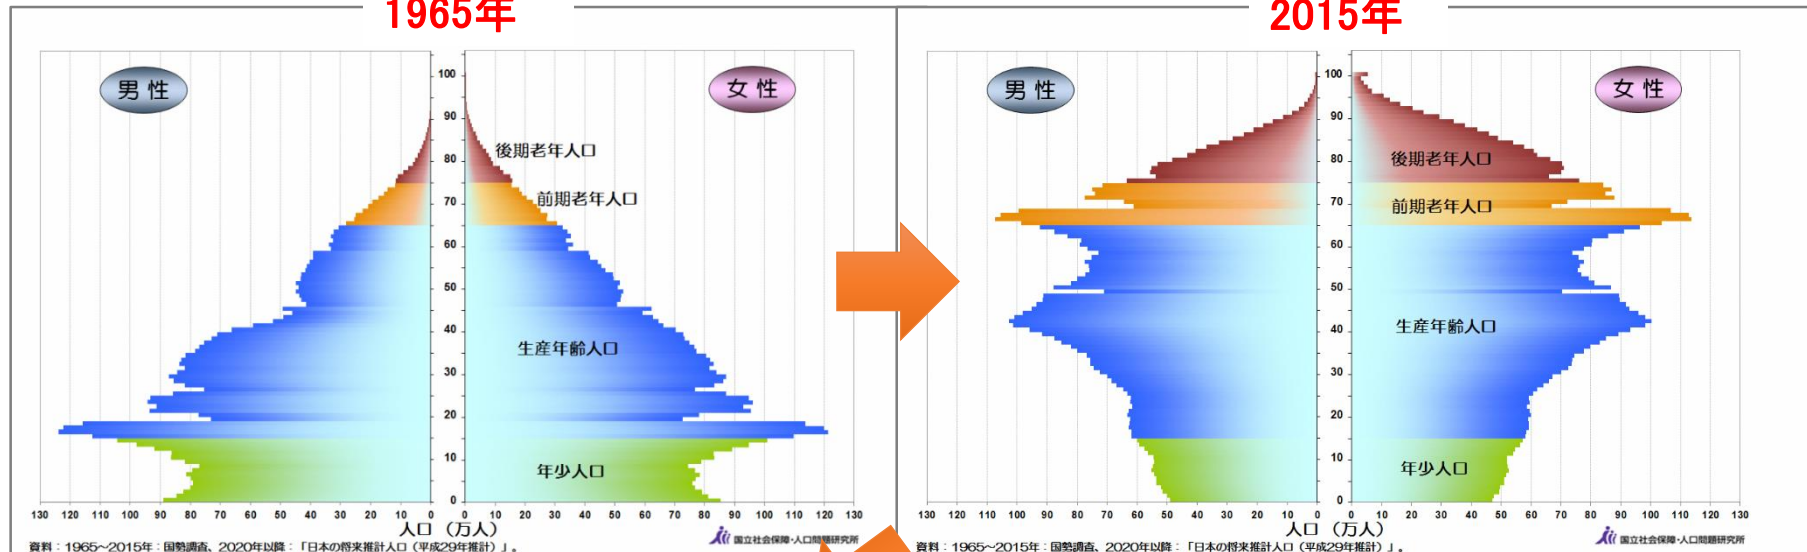 1965年
男性
女性
100
90
80
70
60
50
40
30
20
10
0
後期老年人口
前期老年人口
生産年齢人口
年少人口
130 120 110 100 90 80 70 60 50 40 30 20 10 0
0 10 20 30 40 50 60 70 80 90 100 110 120 130
人口（万人）
国立社会保障・人口問題研究所
資料：1965～2015年：国勢調査、2020年以降：「日本の将来推計人口（平成29年推計）」。
2015年
男性
女性
100
90
80
70
60
50
40
30
20
10
0
後期老年人口
前期老年人口
生産年齢人口
年少人口
130 120 110 100 90 80 70 60 50 40 30 20 10 0
0 10 20 30 40 50 60 70 80 90 100 110 120 130
人口（万人）
国立社会保障・人口問題研究所
資料：1965～2015年：国勢調査、2020年以降：「日本の将来推計人口（平成29年推計）」。